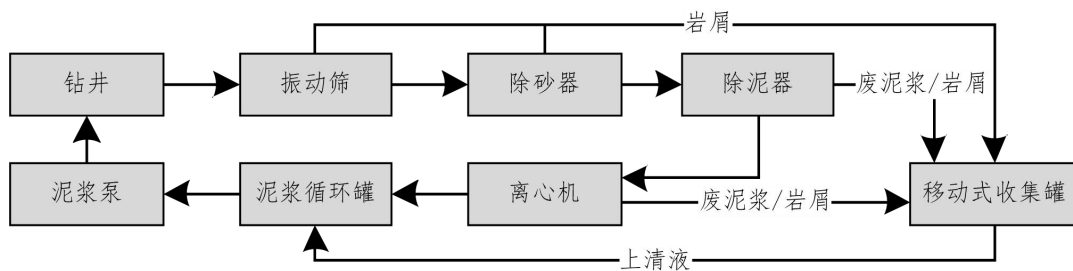 岩屑
钻井
振动筛
除砂器
除泥器
废泥浆/岩屑
泥浆泵
泥浆循环罐
离心机
废泥浆/岩屑
移动式收集罐
上清液